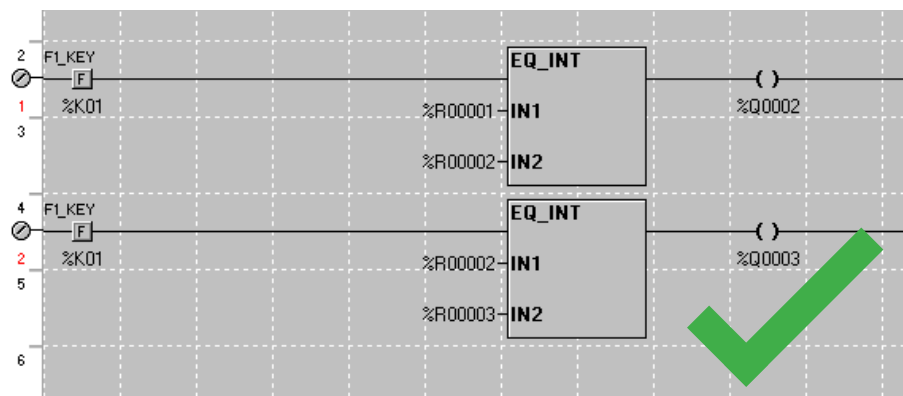 2 F1_KEY EQ_INT
F ( )
1 %K01 %R00001 IN1 %Q0002
3
%R00002 IN2
4 F1_KEY EQ_INT
F ( )
2 %K01 %R00002 IN1 %Q0003
5
%R00003 IN2
6